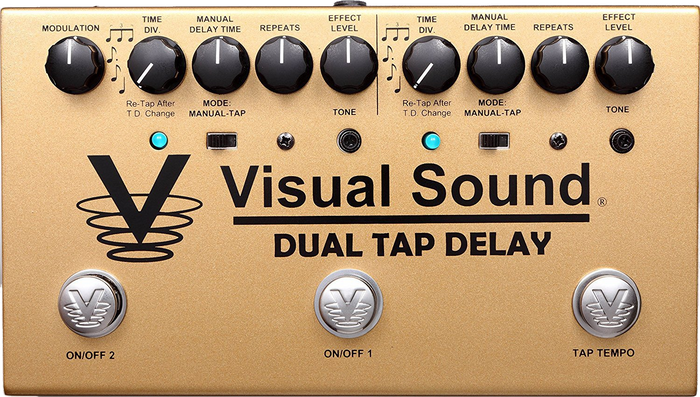 MODULATION
TIME
DIV.
MANUAL
DELAY TIME
REPEATS
EFFECT
LEVEL
TIME
DIV.
MANUAL
DELAY TIME
REPEATS
EFFECT
LEVEL
Re-Tap After
T.D. Change
MODE:
MANUAL-TAP
TONE
Re-Tap After
T.D. Change
MODE:
MANUAL-TAP
TONE
V Visual Sound®
DUAL TAP DELAY
V
V
V
ON/OFF 2
ON/OFF 1
TAP TEMPO